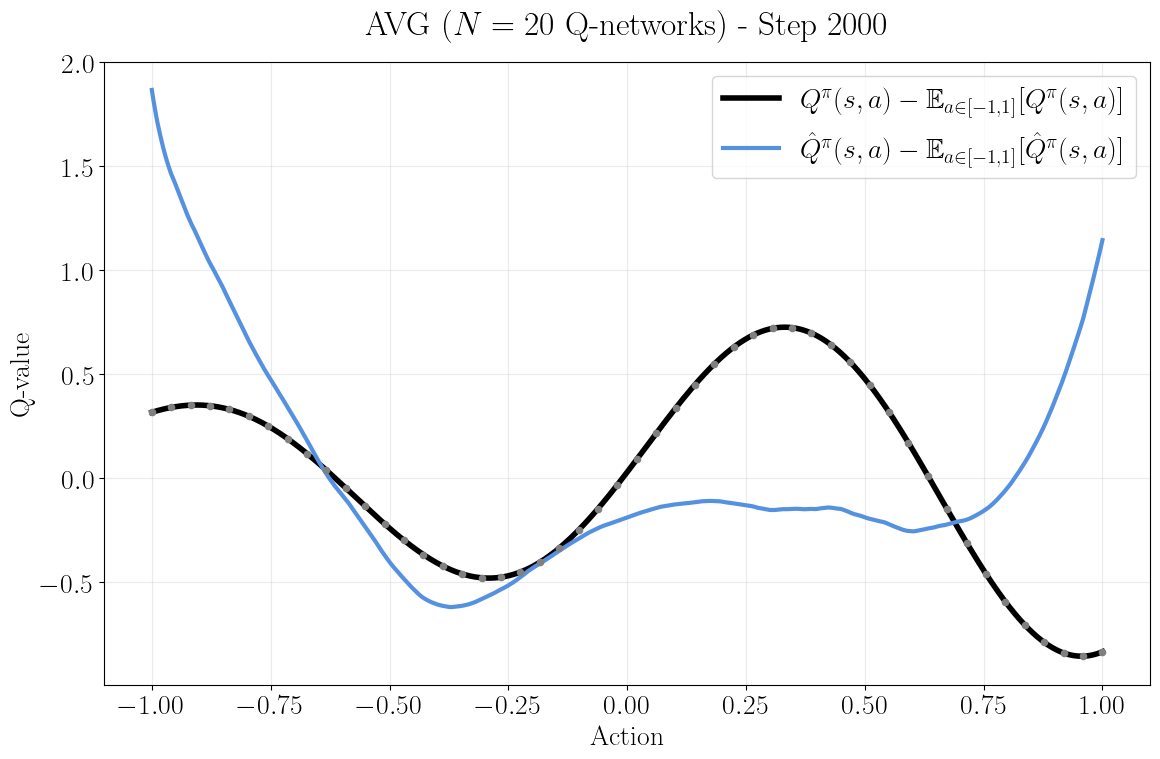 AVG (N = 20 Q-networks) - Step 2000
Q^π(s, a) − 𝔼_{a∈[−1,1]}[Q^π(s, a)]
Q̂^π(s, a) − 𝔼_{a∈[−1,1]}[Q̂^π(s, a)]
Q-value
2.0
1.5
1.0
0.5
0.0
−0.5
−1.00 −0.75 −0.50 −0.25 0.00 0.25 0.50 0.75 1.00
Action